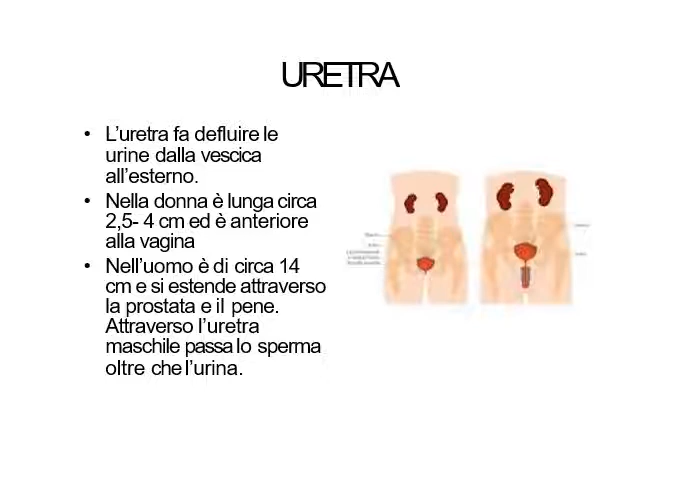 URETRA
• L’uretra fa defluire le
urine dalla vescica
all’esterno.
• Nella donna è lunga circa
2,5- 4 cm ed è anteriore
alla vagina
• Nell’uomo è di circa 14
cm e si estende attraverso
la prostata e il pene.
Attraverso l’uretra
maschile passa lo sperma
oltre che l’urina.